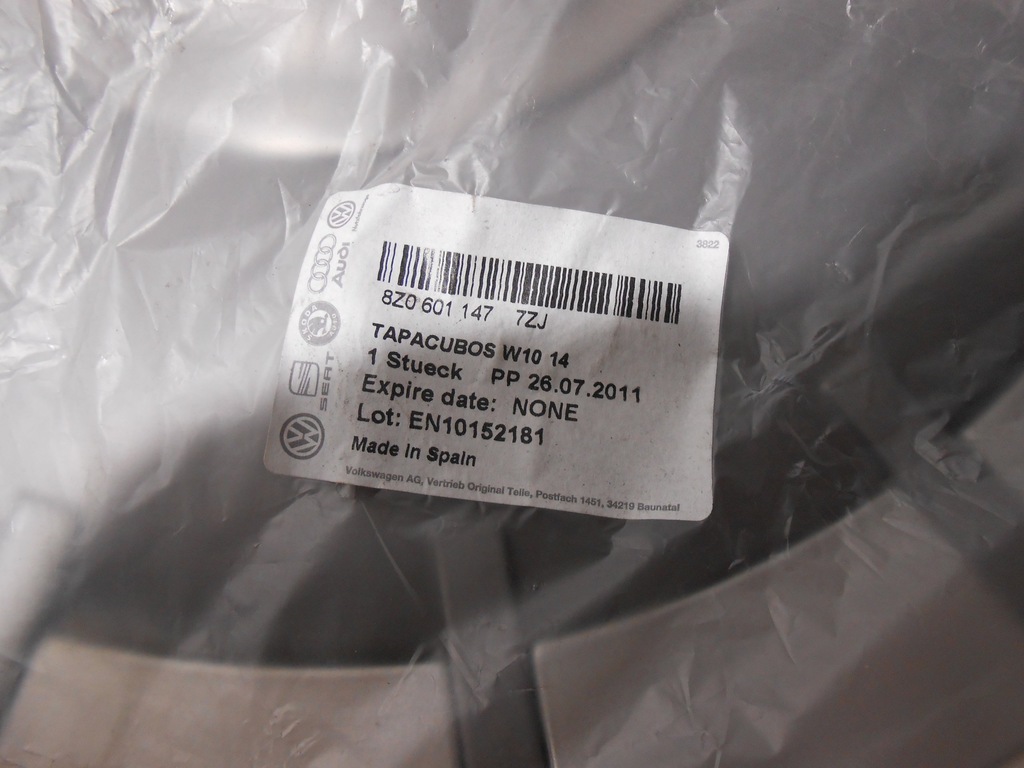 3822
8Z0 601 147 7ZJ
TAPACUBOS W10 14
1 Stueck PP 26.07.2011
Expire date: NONE
Lot: EN10152181
Made in Spain
Volkswagen AG, Vertrieb Original Teile, Postfach 1451, 34219 Baunatal
Audi
SEAT